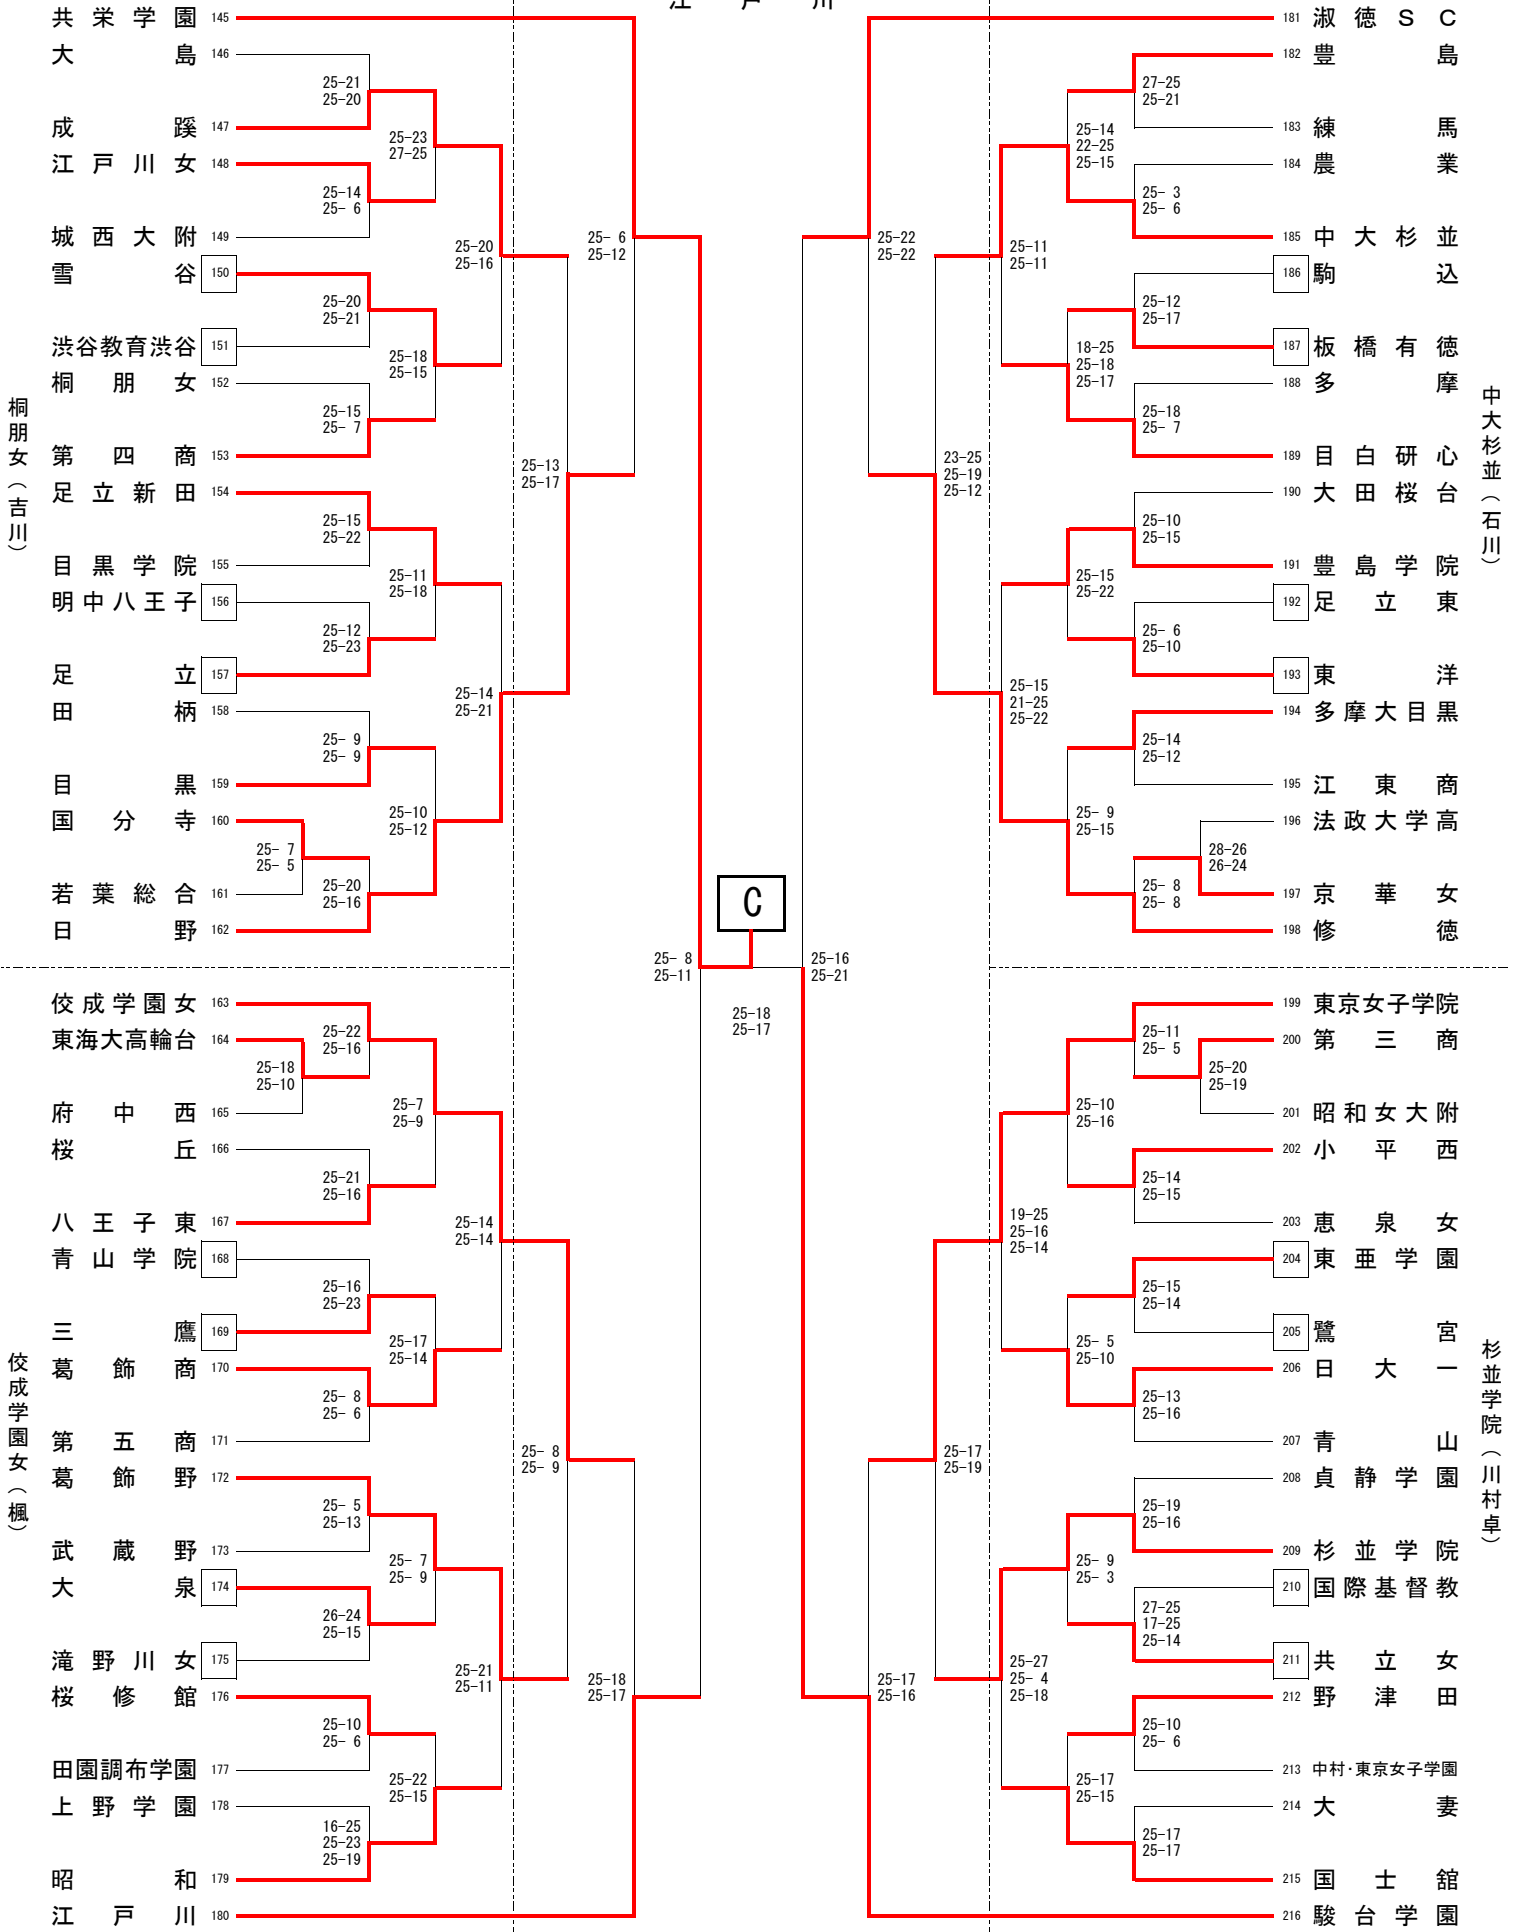 江戸川
共栄学園 145
大島 146
25-21
25-20
成蹊 147
25-23
27-25
江戸川女 148
25-14
25- 6
城西大附 149
25-20
25-16
25- 6
25-12
雪谷 150
25-20
25-21
渋谷教育渋谷 151
25-18
25-15
桐朋女 152
25-15
25- 7
第四商 153
25-13
25-17
足立新田 154
25-15
25-22
目黒学院 155
25-11
25-18
明中八王子 156
25-12
25-23
足立 157
25-14
25-21
田柄 158
25- 9
25- 9
目黒 159
国分寺 160
25-10
25-12
25- 7
25- 5
若葉総合 161
25-20
25-16
日野 162
桐朋女(吉川)
25- 8
25-11
C
25-18
25-17
佼成学園女 163
25-22
25-16
東海大高輪台 164
25-18
25-10
府中西 165
25-7
25-9
桜丘 166
25-21
25-16
八王子東 167
25-14
25-14
青山学院 168
25-16
25-23
三鷹 169
25-17
25-14
葛飾商 170
25- 8
25- 6
第五商 171
25- 8
25- 9
葛飾野 172
25- 5
25-13
武蔵野 173
25- 7
25- 9
大泉 174
26-24
25-15
滝野川女 175
25-21
25-11
25-18
25-17
桜修館 176
25-10
25- 6
田園調布学園 177
25-22
25-15
上野学園 178
16-25
25-23
25-19
昭和 179
江戸川 180
佼成学園女(楓)
181 淑徳SC
182 豊島
27-25
25-21
183 練馬
25-14
22-25
25-15
184 農業
25- 3
25- 6
185 中大杉並
25-11
25-11
25-22
25-22
186 駒込
25-12
25-17
187 板橋有徳
18-25
25-18
25-17
188 多摩
25-18
25- 7
189 目白研心
23-25
25-19
25-12
190 大田桜台
25-10
25-15
191 豊島学院
25-15
25-22
192 足立東
25- 6
25-10
193 東洋
25-15
21-25
25-22
194 多摩大目黒
25-14
25-12
195 江東商
25- 9
25-15
196 法政大学高
28-26
26-24
197 京華女
25- 8
25- 8
198 修徳
中大杉並(石川)
25-16
25-21
199 東京女子学院
25-11
25- 5
200 第三商
25-20
25-19
201 昭和女大附
25-10
25-16
202 小平西
25-14
25-15
203 恵泉女
19-25
25-16
25-14
204 東亜学園
25-15
25-14
205 鷺宮
25- 5
25-10
206 日大一
25-13
25-16
207 青山
25-17
25-19
208 貞静学園
25-19
25-16
209 杉並学院
25- 9
25- 3
210 国際基督教
27-25
17-25
25-14
211 共立女
25-27
25- 4
25-18
25-17
25-16
212 野津田
25-10
25- 6
213 中村・東京女子学園
25-17
25-15
214 大妻
25-17
25-17
215 国士舘
216 駿台学園
杉並学院(川村卓)